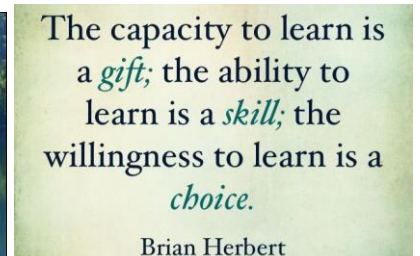 The capacity to learn is
a gift; the ability to
learn is a skill; the
willingness to learn is a
choice.
Brian Herbert